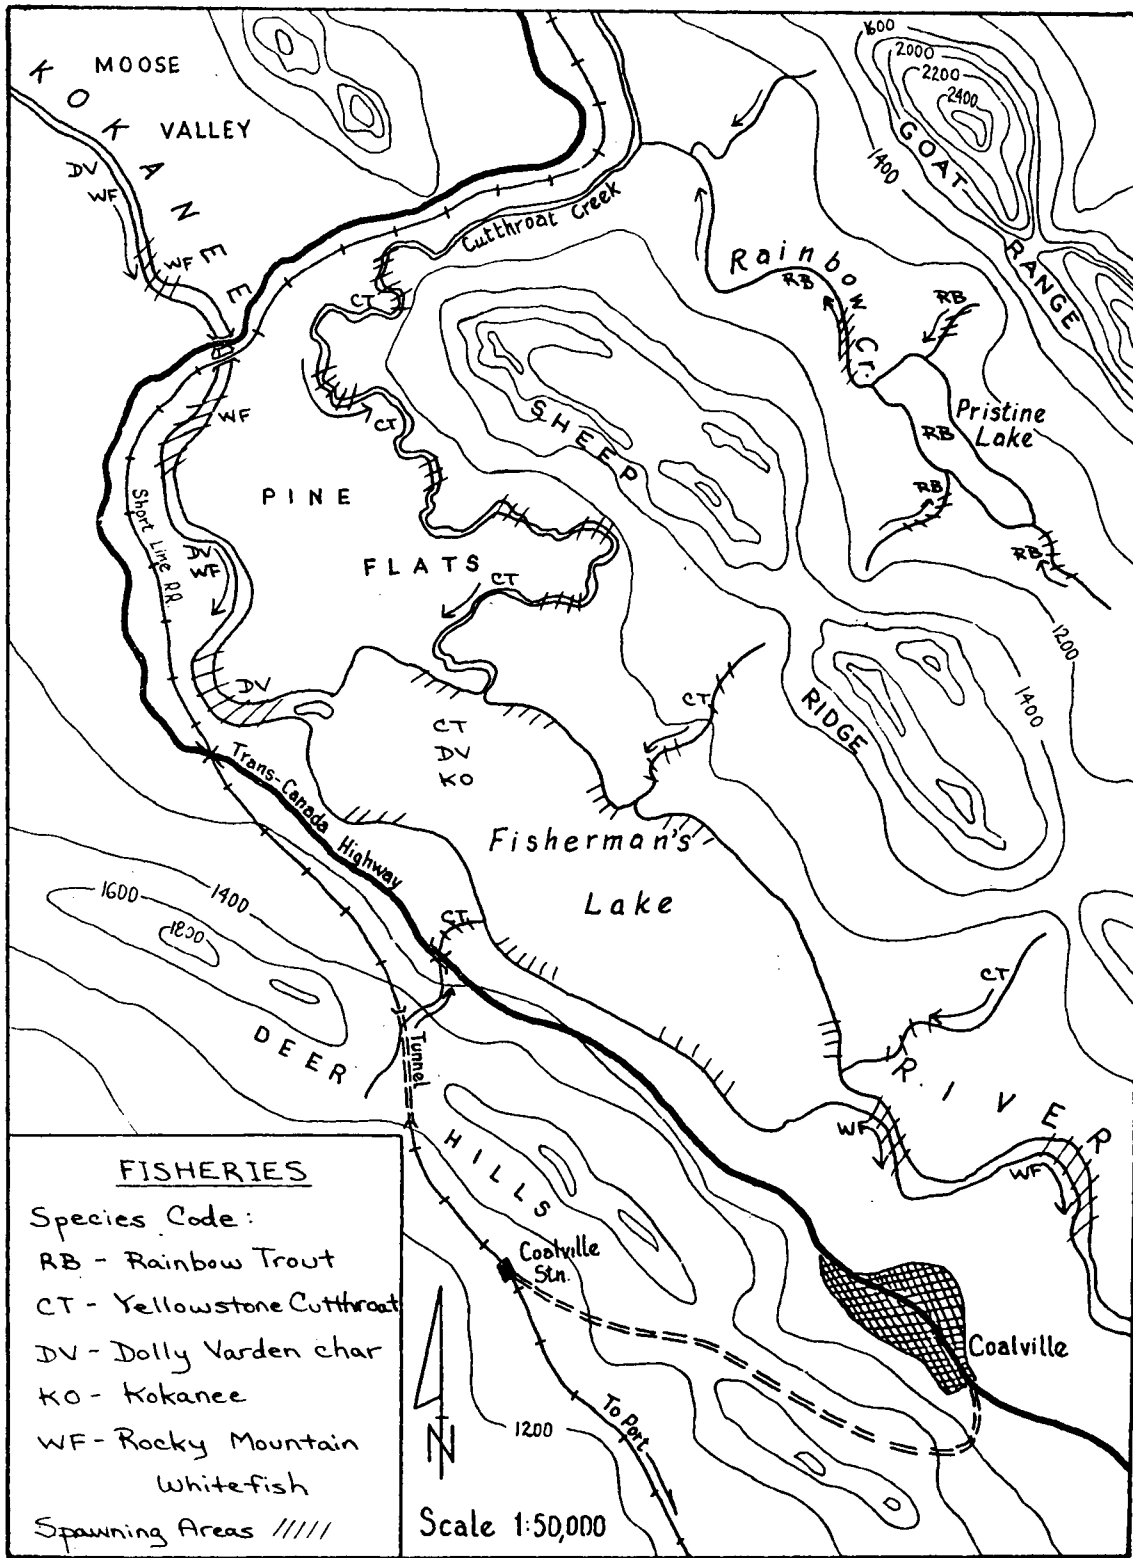 KOKANEE
MOOSE
VALLEY
DV
WF
WF
1600
2000
2200
2400
GOAT
RANGE
1400
Cutthroat Creek
Rainbow Cr.
RB
RB
CT
CT
WF
SHEEP
RIDGE
Pristine
Lake
RB
RB
RB
PINE
FLATS
Short Line R.R.
DV
WF
CT
DV
CT
CT
DV
KO
1200
1400
Trans-Canada Highway
Fisherman's
Lake
1600
1400
1800
CT
CT
DEER
HILLS
Tunnel
RIVER
WF
WF
Coalville
Stn.
Coalville
To Port
1200
N
Scale 1:50,000
FISHERIES
Species Code:
RB - Rainbow Trout
CT - Yellowstone Cutthroat
DV - Dolly Varden char
KO - Kokanee
WF - Rocky Mountain
Whitefish
Spawning Areas /////